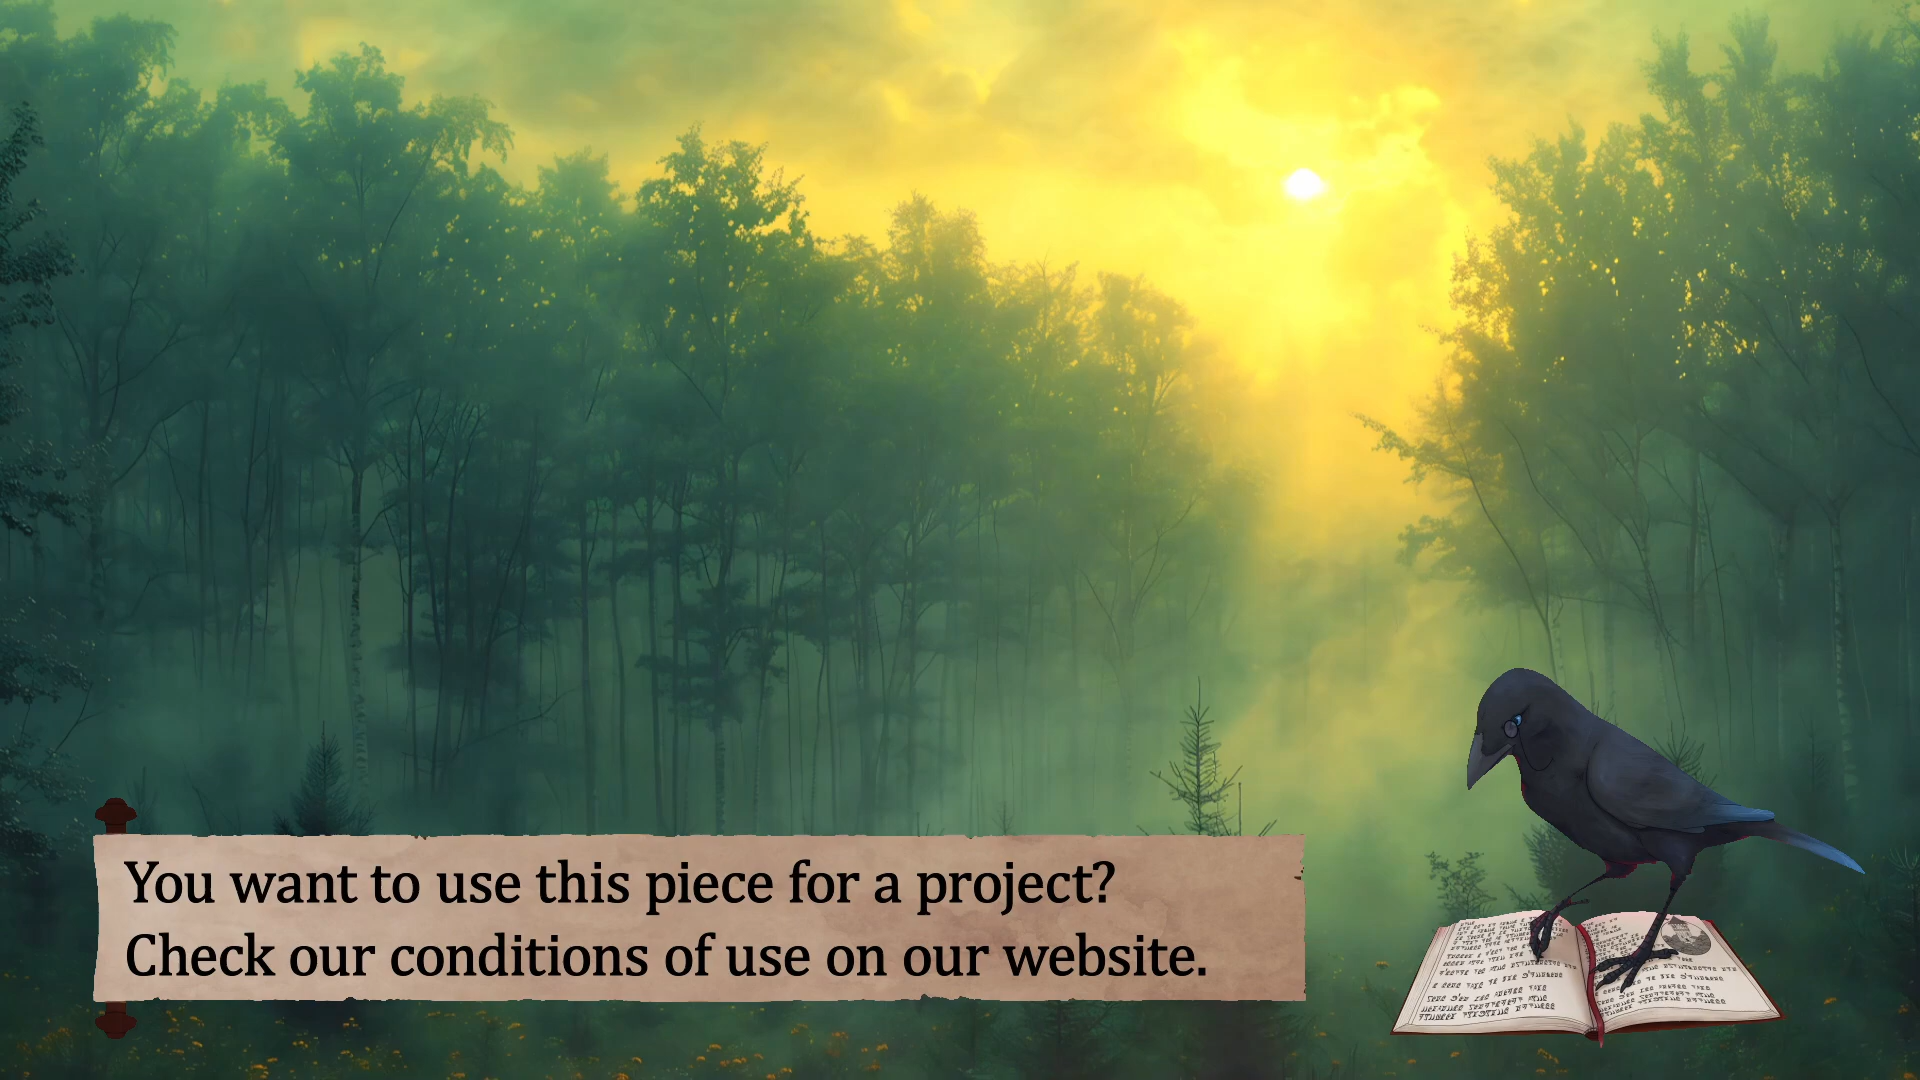 You want to use this piece for a project?
Check our conditions of use on our website.